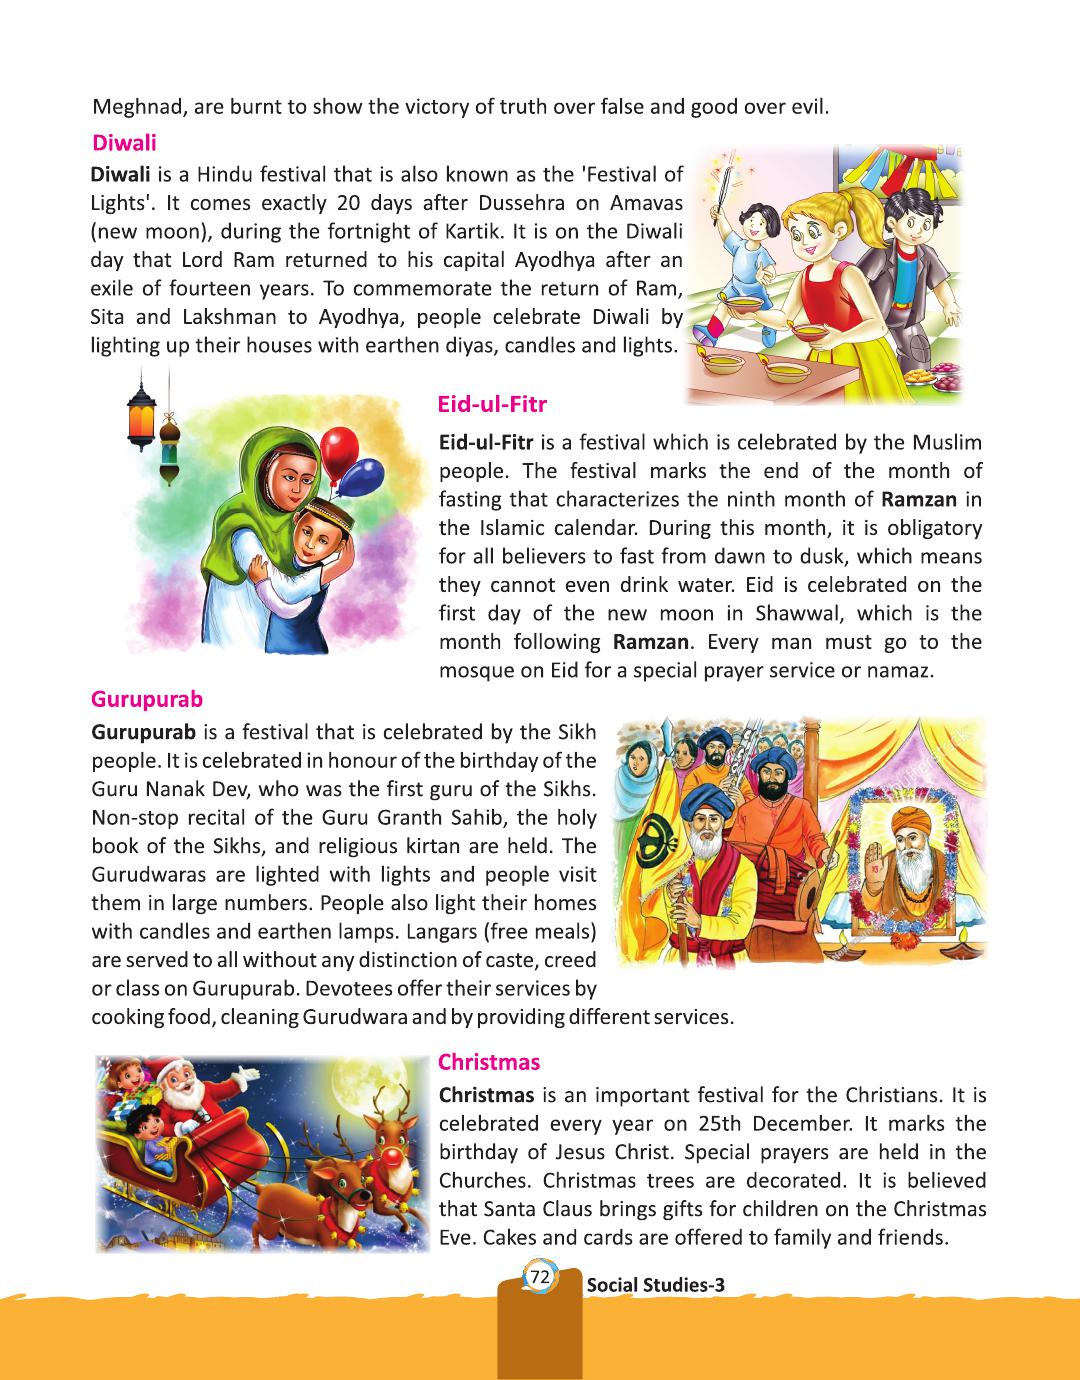 Meghnad, are burnt to show the victory of truth over false and good over evil.
Diwali
Diwali is a Hindu festival that is also known as the 'Festival of
Lights'. It comes exactly 20 days after Dussehra on Amavas
(new moon), during the fortnight of Kartik. It is on the Diwali
day that Lord Ram returned to his capital Ayodhya after an
exile of fourteen years. To commemorate the return of Ram,
Sita and Lakshman to Ayodhya, people celebrate Diwali by
lighting up their houses with earthen diyas, candles and lights.
Eid-ul-Fitr
Eid-ul-Fitr is a festival which is celebrated by the Muslim
people. The festival marks the end of the month of
fasting that characterizes the ninth month of Ramzan in
the Islamic calendar. During this month, it is obligatory
for all believers to fast from dawn to dusk, which means
they cannot even drink water. Eid is celebrated on the
first day of the new moon in Shawwal, which is the
month following Ramzan. Every man must go to the
mosque on Eid for a special prayer service or namaz.
Gurupurab
Gurupurab is a festival that is celebrated by the Sikh
people. It is celebrated in honour of the birthday of the
Guru Nanak Dev, who was the first guru of the Sikhs.
Non-stop recital of the Guru Granth Sahib, the holy
book of the Sikhs, and religious kirtan are held. The
Gurudwaras are lighted with lights and people visit
them in large numbers. People also light their homes
with candles and earthen lamps. Langars (free meals)
are served to all without any distinction of caste, creed
or class on Gurupurab. Devotees offer their services by
cooking food, cleaning Gurudwara and by providing different services.
Christmas
Christmas is an important festival for the Christians. It is
celebrated every year on 25th December. It marks the
birthday of Jesus Christ. Special prayers are held in the
Churches. Christmas trees are decorated. It is believed
that Santa Claus brings gifts for children on the Christmas
Eve. Cakes and cards are offered to family and friends.
72
Social Studies-3